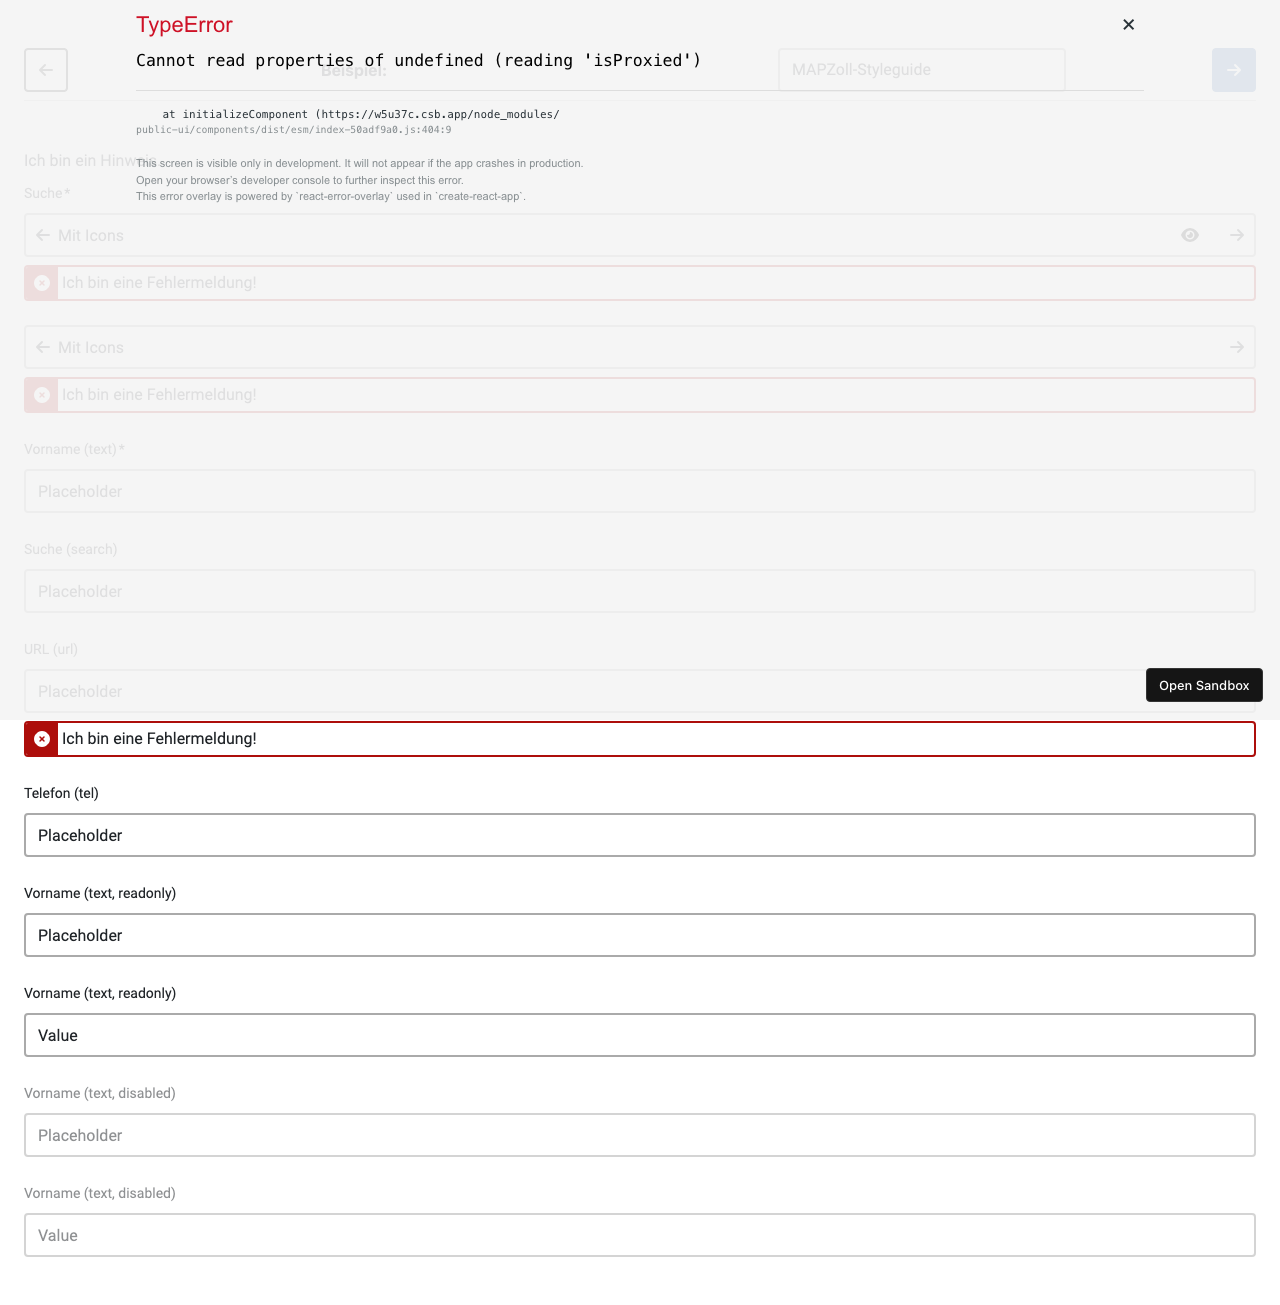 TypeError
Cannot read properties of undefined (reading 'isProxied')
Beispiel:
MAPZoll-Styleguide
at initializeComponent (https://w5u37c.csb.app/node_modules/
public-ui/components/dist/esm/index-50adf9a0.js:404:9
Ich bin ein Hinweis
This screen is visible only in development. It will not appear if the app crashes in production.
Open your browser's developer console to further inspect this error.
This error overlay is powered by `react-error-overlay` used in `create-react-app`.
Suche*
Mit Icons
Ich bin eine Fehlermeldung!
Mit Icons
Ich bin eine Fehlermeldung!
Vorname (text)*
Placeholder
Suche (search)
Placeholder
URL (url)
Placeholder
Open Sandbox
Ich bin eine Fehlermeldung!
Telefon (tel)
Placeholder
Vorname (text, readonly)
Placeholder
Vorname (text, readonly)
Value
Vorname (text, disabled)
Placeholder
Vorname (text, disabled)
Value